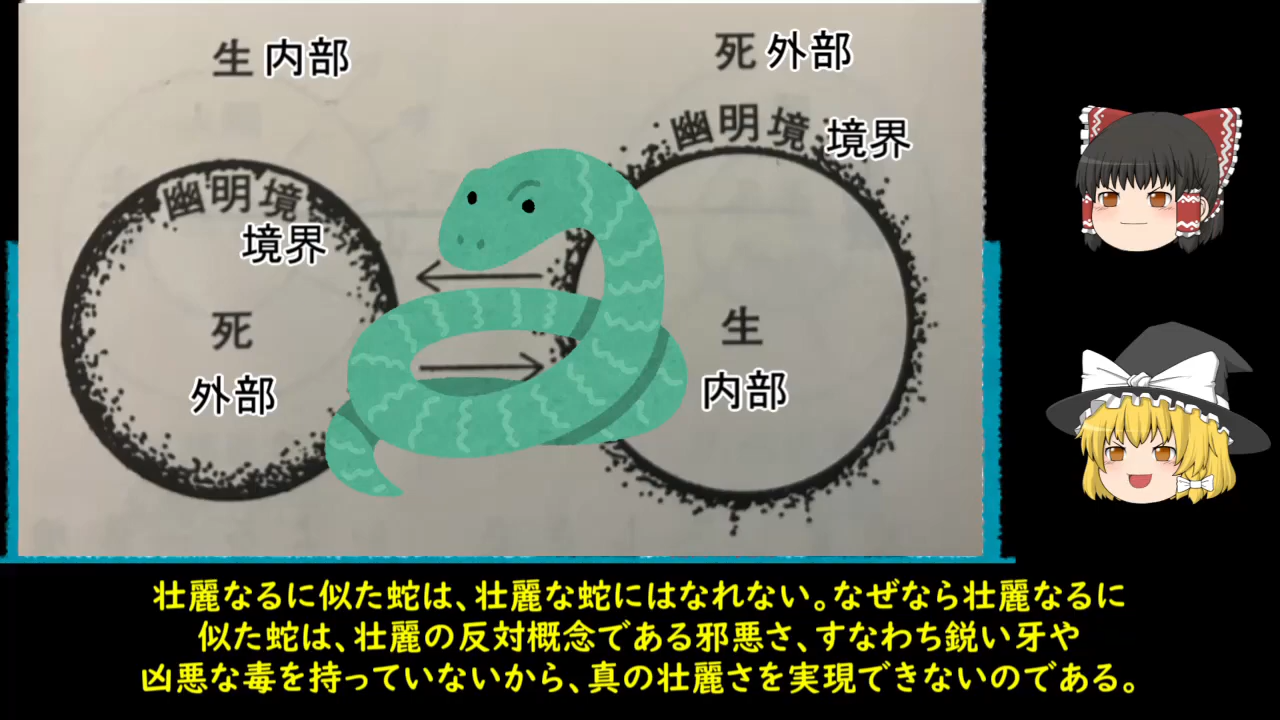 生 内部
死 外部
幽明境
境界
幽明境 境界
死
外部
生
内部
壮麗なるに似た蛇は、壮麗な蛇にはなれない。なぜなら壮麗なるに
似た蛇は、壮麗の反対概念である邪悪さ、すなわち鋭い牙や
凶悪な毒を持っていないから、真の壮麗さを実現できないのである。